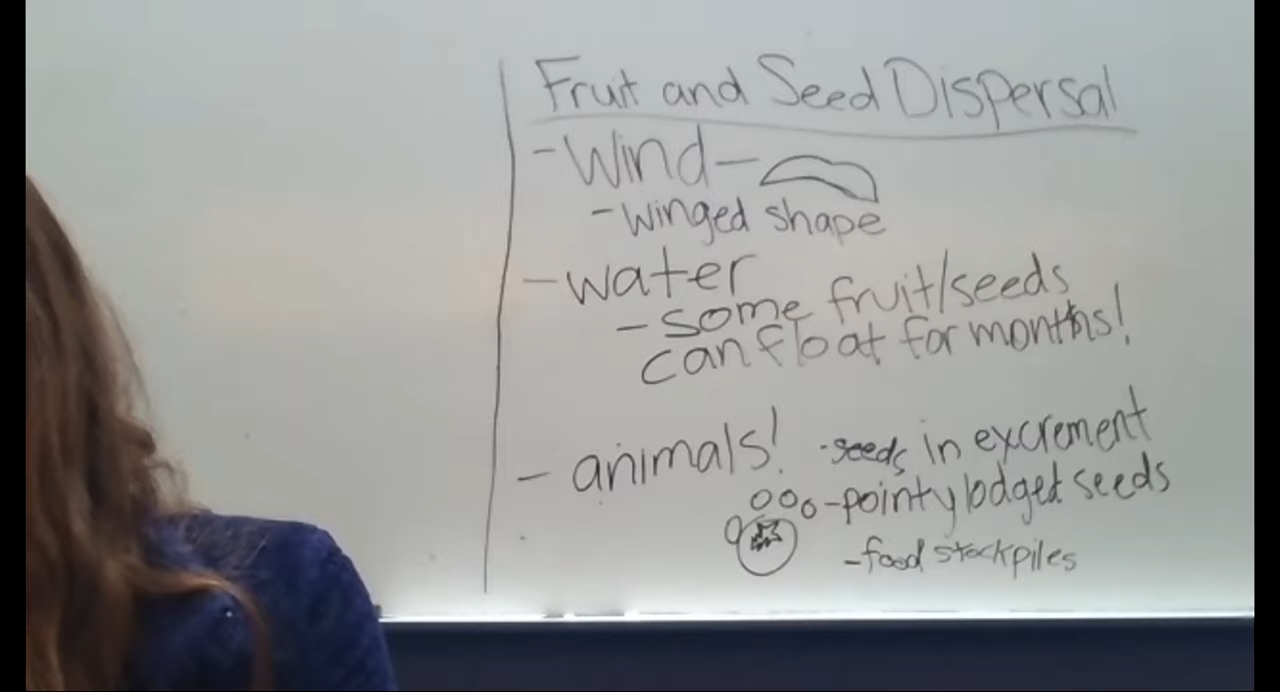 Fruit and Seed Dispersal
- Wind -
- winged shape
- water
- some fruit/seeds
can float for months!
- animals! - seeds in excrement
- pointy lodged seeds
- food stockpiles